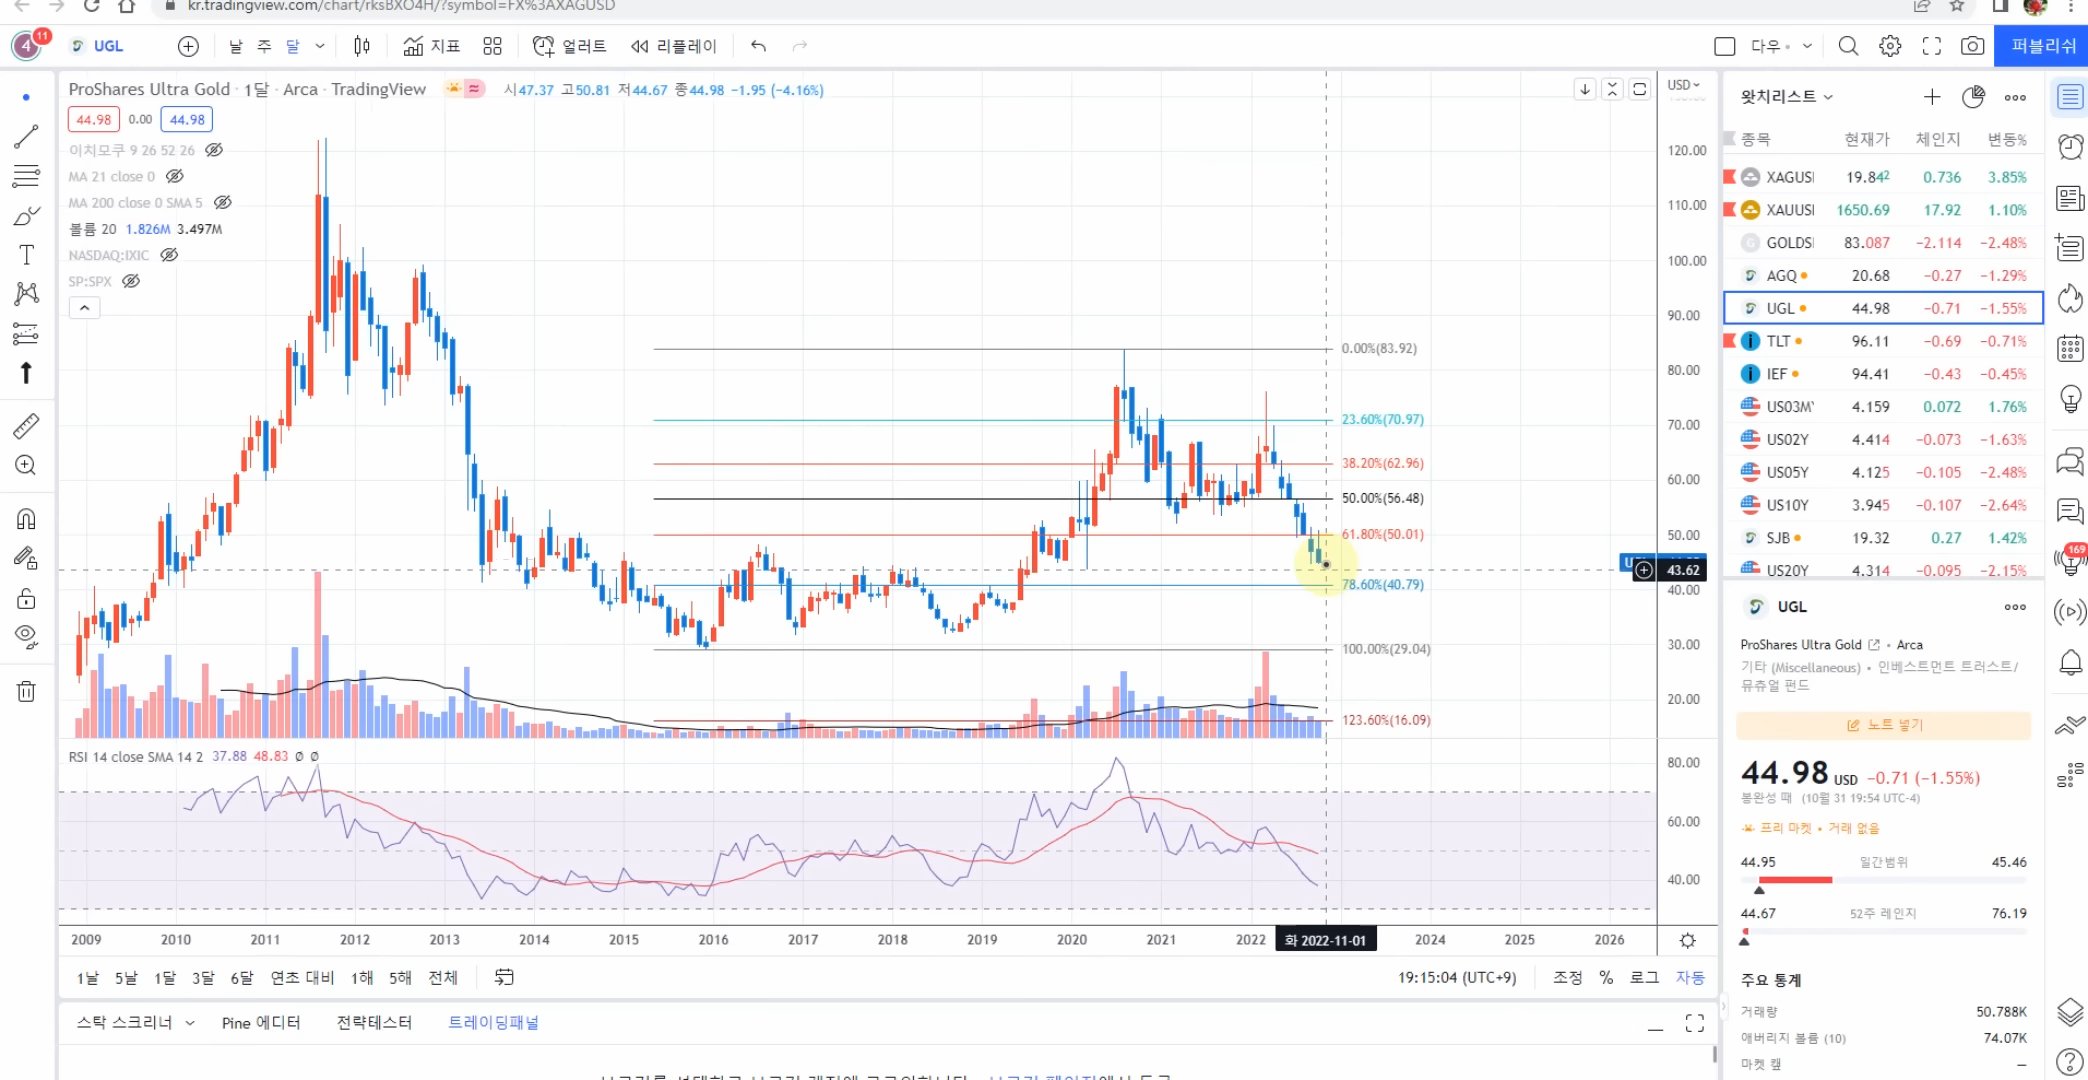 kr.tradingview.com/chart/rksBXO4H/?symbol=FX%3AXAGUSD
4 11 UGL 날 주 달 지표 얼러트 리플레이 다우 퍼블리쉬
ProShares Ultra Gold · 1달 · Arca · TradingView 시47.37 고50.81 저44.67 종44.98 −1.95 (−4.16%)
44.98 0.00 44.98
이치모쿠 9 26 52 26
MA 21 close 0
MA 200 close 0 SMA 5
볼륨 20 1.826M 3.497M
NASDAQ:IXIC
SP:SPX
USD
120.00
110.00
100.00
90.00
80.00
70.00
60.00
50.00
43.62
40.00
30.00
20.00
0.00%(83.92)
23.60%(70.97)
38.20%(62.96)
50.00%(56.48)
61.80%(50.01)
78.60%(40.79)
100.00%(29.04)
123.60%(16.09)
RSI 14 close SMA 14 2 37.88 48.83 Ø Ø
80.00
60.00
40.00
2009 2010 2011 2012 2013 2014 2015 2016 2017 2018 2019 2020 2021 2022 화 2022-11-01 2024 2025 2026
1날 5날 1달 3달 6달 연초 대비 1해 5해 전체 19:15:04 (UTC+9) 조정 % 로그 자동
스탁 스크리너 Pine 에디터 전략테스터 트레이딩패널
왓치리스트
종목 현재가 체인지 변동%
XAGUS 19.842 0.736 3.85%
XAUUS 1650.69 17.92 1.10%
GOLDS 83.087 −2.114 −2.48%
AGQ 20.68 −0.27 −1.29%
UGL 44.98 −0.71 −1.55%
TLT 96.11 −0.69 −0.71%
IEF 94.41 −0.43 −0.45%
US03M 4.159 0.072 1.76%
US02Y 4.414 −0.073 −1.63%
US05Y 4.125 −0.105 −2.48%
US10Y 3.945 −0.107 −2.64%
SJB 19.32 0.27 1.42%
US20Y 4.314 −0.095 −2.15%
169
UGL
ProShares Ultra Gold • Arca
기타 (Miscellaneous) • 인베스트먼트 트러스트/
뮤츄얼 펀드
노트 넣기
44.98 USD −0.71 (−1.55%)
봉완성 때 (10월 31 19:54 UTC-4)
프리 마켓 • 거래 없음
44.95 일간범위 45.46
44.67 52주 레인지 76.19
주요 통계
거래량 50.788K
애버리지 볼륨 (10) 74.07K
마켓 캪 —